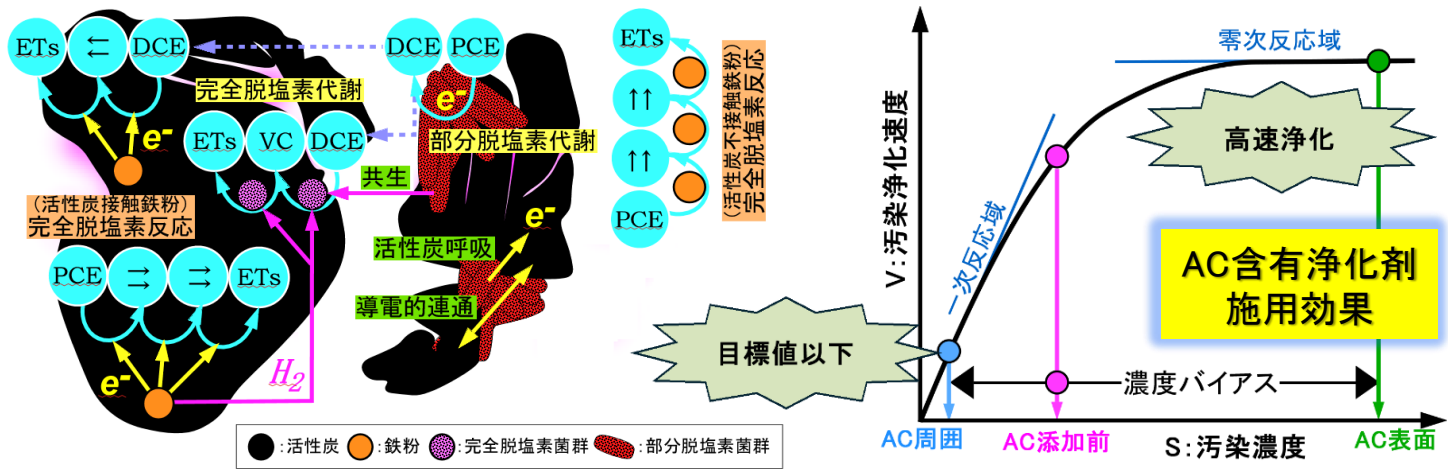 ETs
←
←
DCE
DCE
PCE
e-
完全脱塩素代謝
e-
部分脱塩素代謝
ETs
VC
DCE
共生
(活性炭接触鉄粉)
完全脱塩素反応
活性炭呼吸
e-
導電的連通
PCE
→
→
→
→
ETs
e-
H2
ETs
↑↑
↑↑
PCE
(活性炭不接触鉄粉)
完全脱塩素反応
●:活性炭 :鉄粉 :完全脱塩素菌群 :部分脱塩素菌群
V:汚染浄化速度
零次反応域
一次反応域
高速浄化
AC含有浄化剤
施用効果
目標値以下
濃度バイアス
AC周囲
AC添加前
S:汚染濃度
AC表面